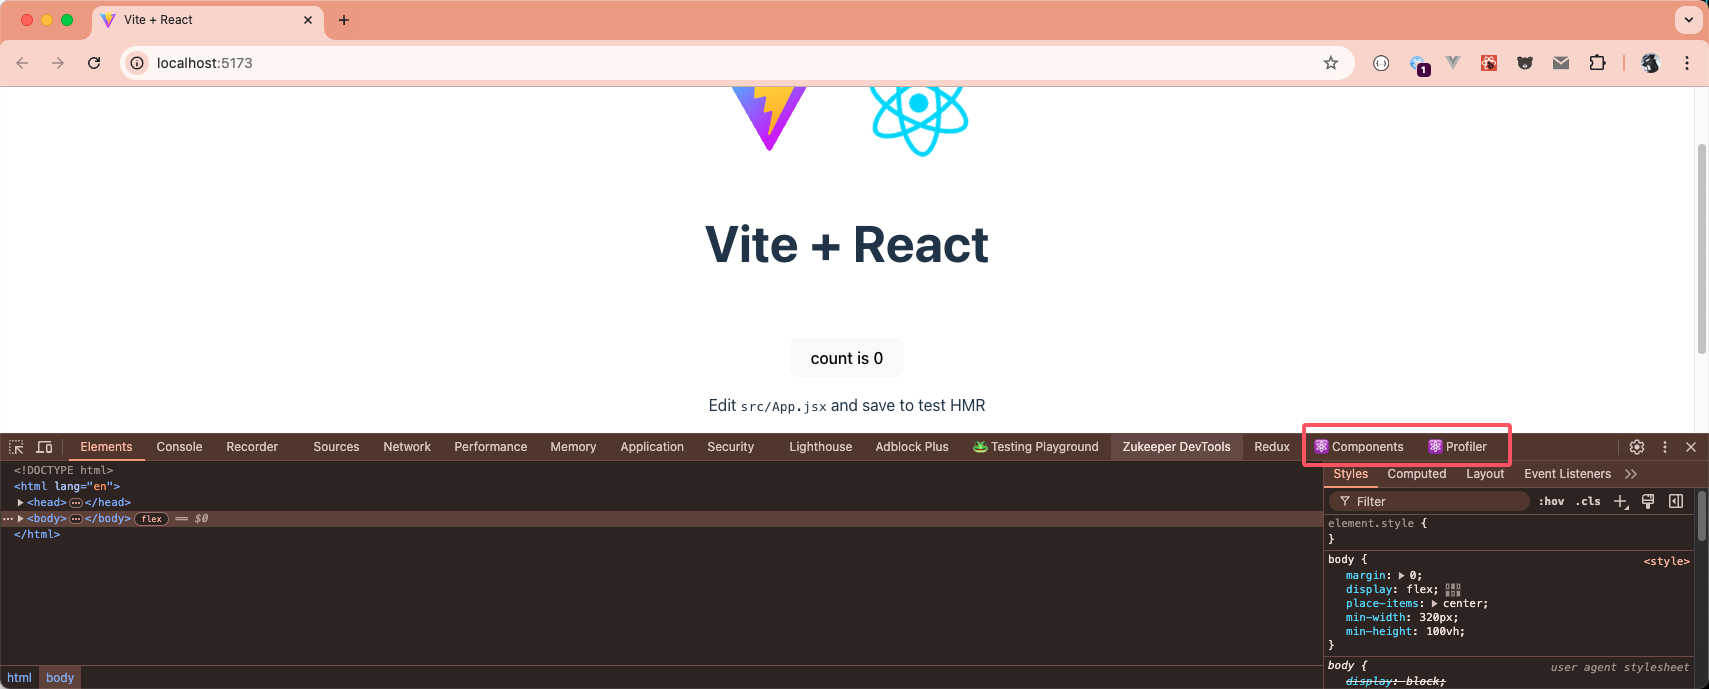 Vite + React
localhost:5173
1
Vite + React
count is 0
Edit src/App.jsx and save to test HMR
Elements Console Recorder Sources Network Performance Memory Application Security Lighthouse Adblock Plus Testing Playground Zukeeper DevTools Redux Components Profiler
<!DOCTYPE html>
<html lang="en">
<head> </head>
<body> </body> flex == $0
</html>
html body
Styles Computed Layout Event Listeners
Filter :hov .cls
element.style {
}
body { <style>
margin: 0;
display: flex;
place-items: center;
min-width: 320px;
min-height: 100vh;
}
body { user agent stylesheet
display: block;